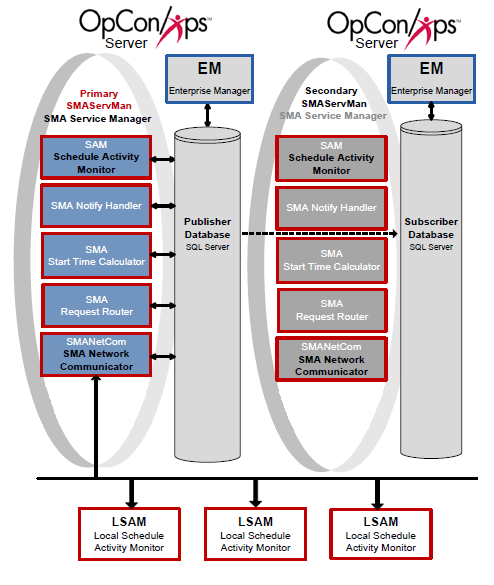 OpCon/xps™
Server
EM
Enterprise Manager
Primary
SMAServMan
SMA Service Manager
SAM
Schedule Activity
Monitor
SMA Notify Handler
SMA
Start Time Calculator
SMA
Request Router
SMANetCom
SMA Network
Communicator
Publisher
Database
SQL Server
OpCon/xps™
Server
EM
Enterprise Manager
Secondary
SMAServMan
SMA Service Manager
SAM
Schedule Activity
Monitor
SMA Notify Handler
SMA
Start Time Calculator
SMA
Request Router
SMANetCom
SMA Network
Communicator
Subscriber
Database
SQL Server
LSAM
Local Schedule
Activity Monitor
LSAM
Local Schedule
Activity Monitor
LSAM
Local Schedule
Activity Monitor